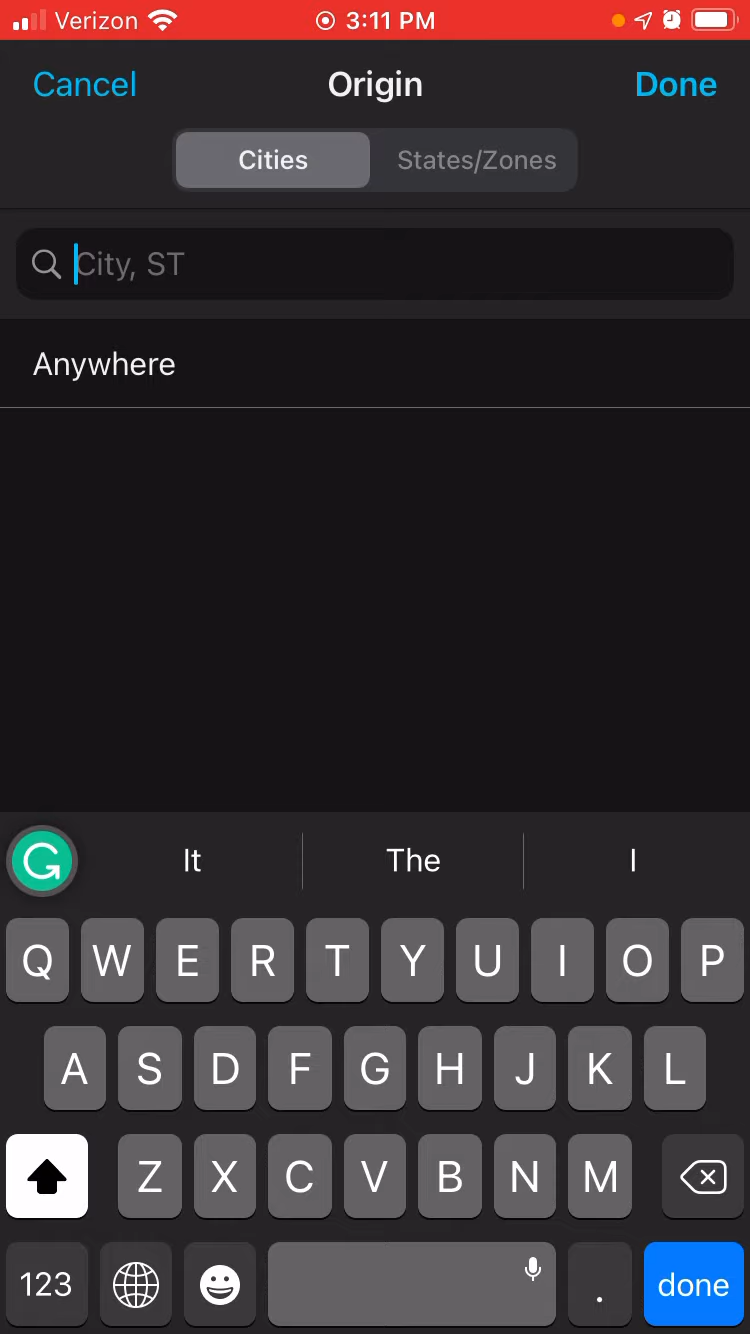 Verizon 3:11 PM
Cancel Origin Done
Cities States/Zones
City, ST
Anywhere
It The I
Q W E R T Y U I O P
A S D F G H J K L
Z X C V B N M
123 . done